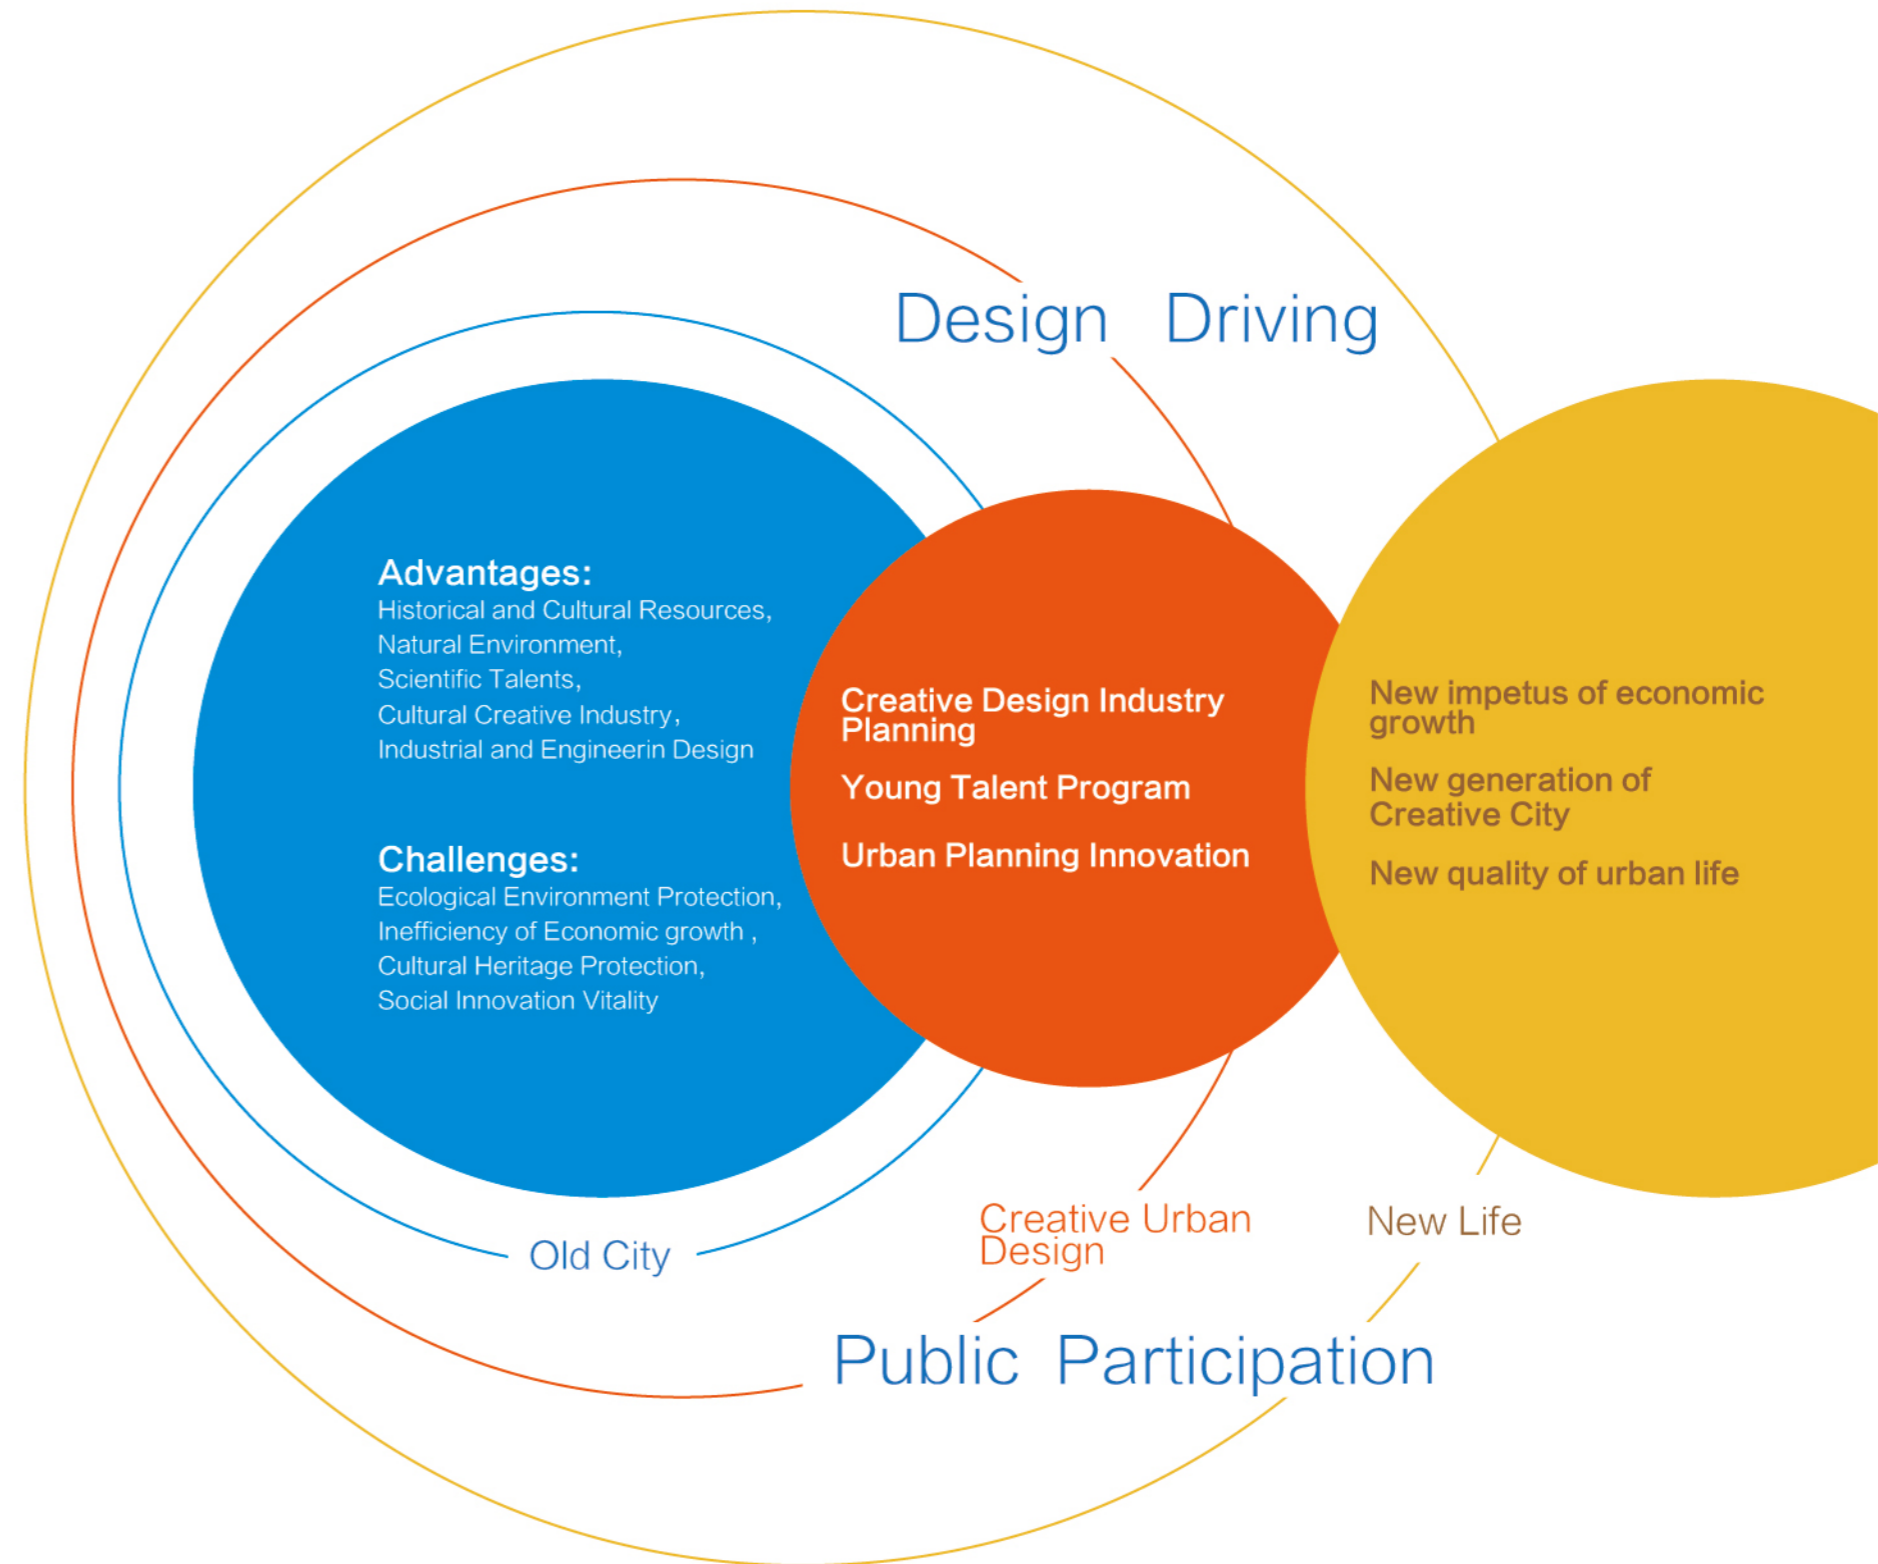 Design Driving
Advantages:
Historical and Cultural Resources,
Natural Environment,
Scientific Talents,
Cultural Creative Industry,
Industrial and Engineerin Design
Challenges:
Ecological Environment Protection,
Inefficiency of Economic growth ,
Cultural Heritage Protection,
Social Innovation Vitality
Creative Design Industry
Planning
Young Talent Program
Urban Planning Innovation
New impetus of economic
growth
New generation of
Creative City
New quality of urban life
Old City
Creative Urban
Design
New Life
Public Participation